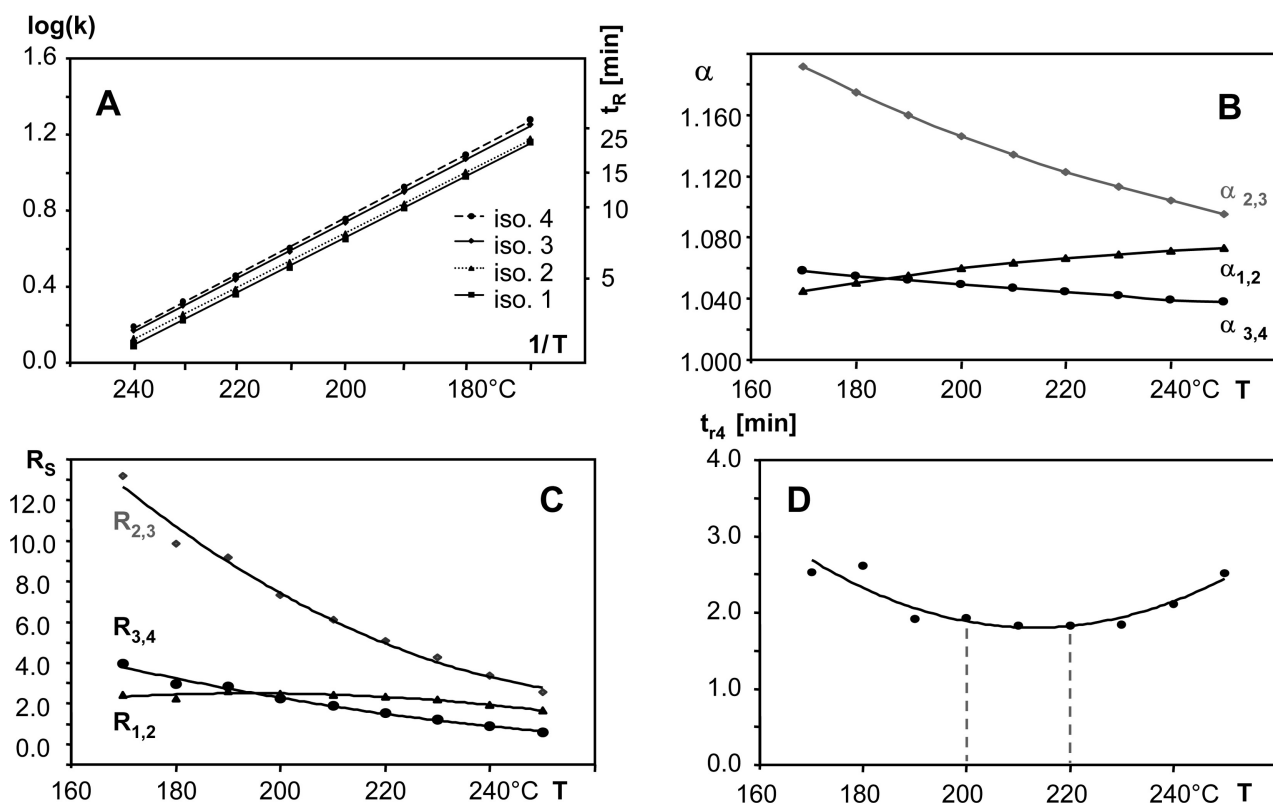 log(k)
1.6
1.2
0.8
0.4
0.0
A
t_R [min]
25
15
10
5
iso. 4
iso. 3
iso. 2
iso. 1
1/T
240
220
200
180°C
α
1.160
1.120
1.080
1.040
1.000
B
α 2,3
α1,2
α 3,4
160
180
200
220
240°C
T
R_S
12.0
10.0
8.0
6.0
4.0
2.0
0.0
C
R2,3
R3,4
R1,2
160
180
200
220
240°C
T
t_r4 [min]
4.0
3.0
2.0
1.0
0.0
D
160
180
200
220
240°C
T